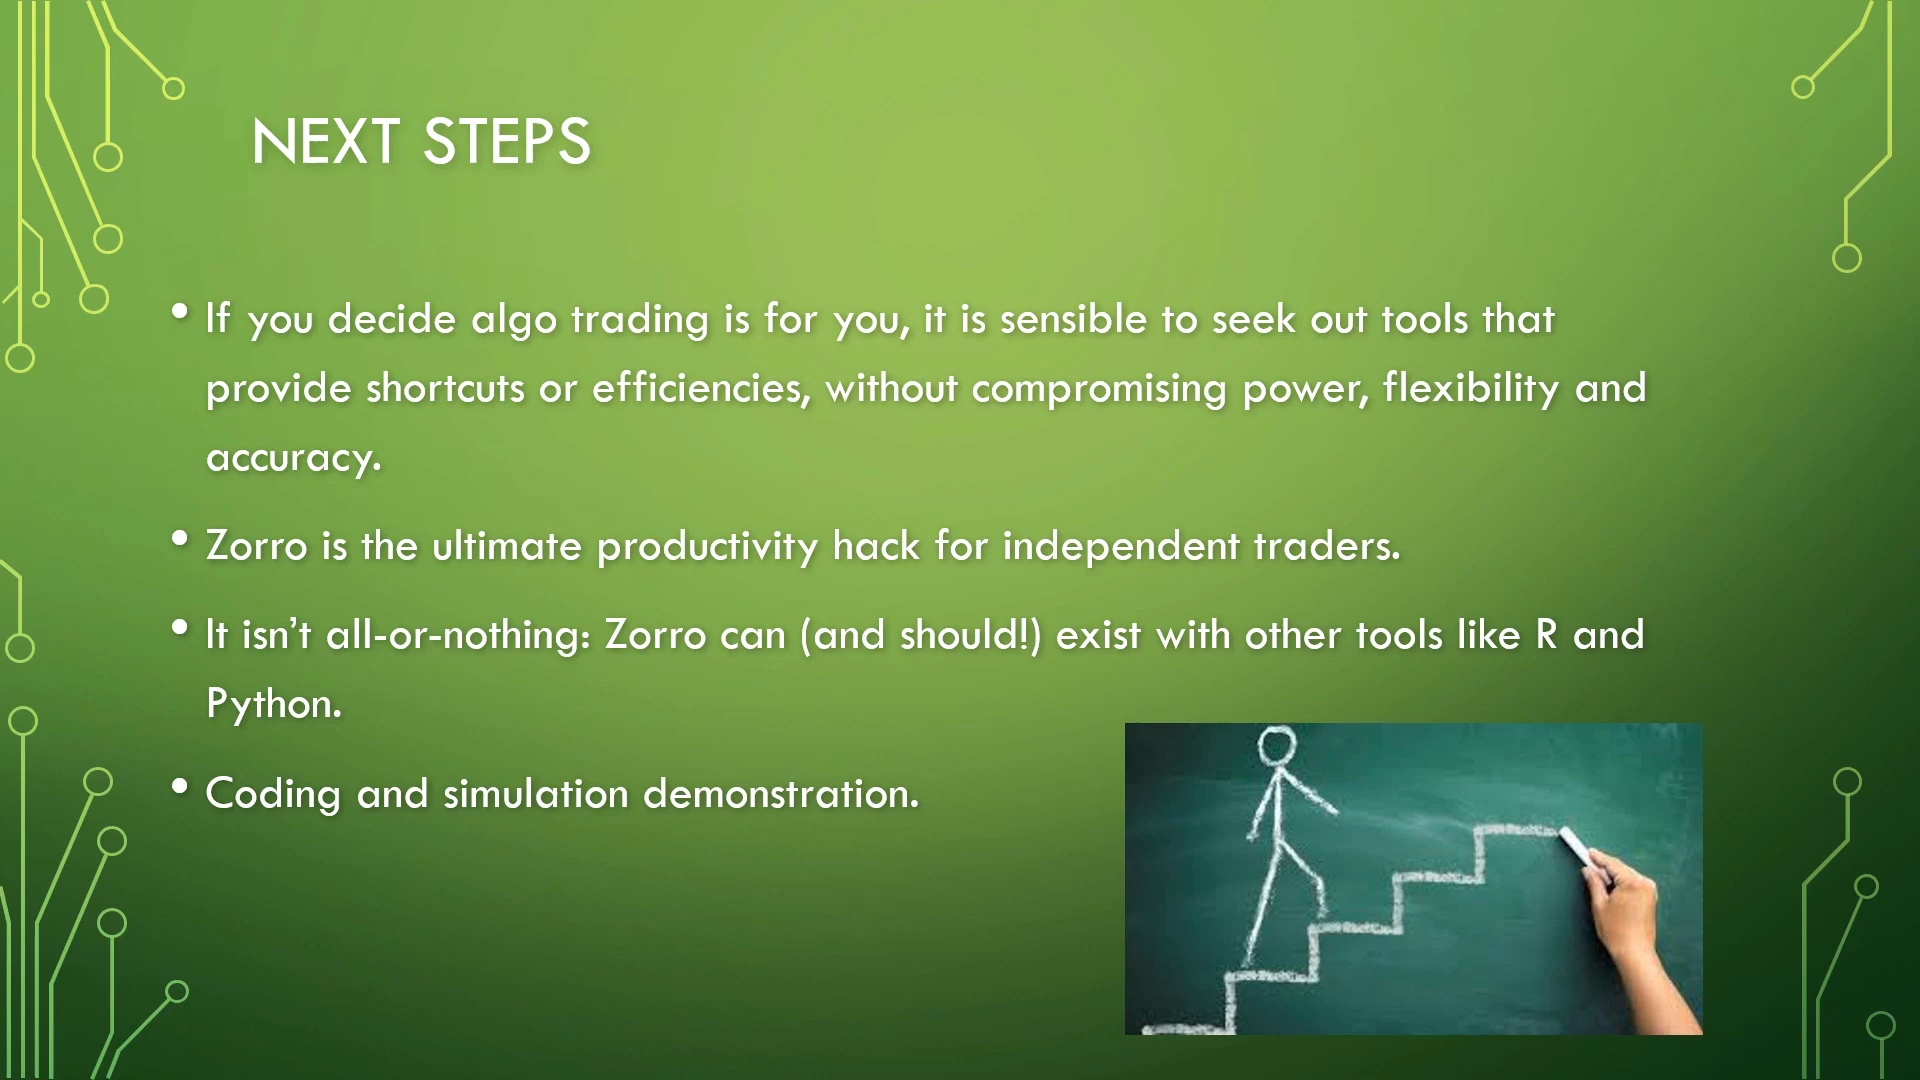 NEXT STEPS
• If you decide algo trading is for you, it is sensible to seek out tools that
provide shortcuts or efficiencies, without compromising power, flexibility and
accuracy.
• Zorro is the ultimate productivity hack for independent traders.
• It isn’t all-or-nothing: Zorro can (and should!) exist with other tools like R and
Python.
• Coding and simulation demonstration.